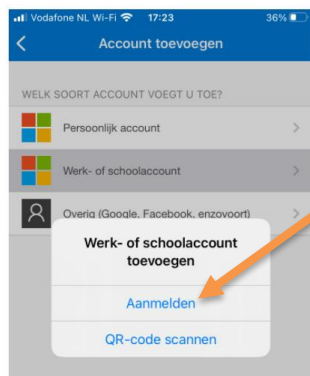 Vodafone NL Wi-Fi 17:23 36%
Account toevoegen
WELK SOORT ACCOUNT VOEGT U TOE?
Persoonlijk account
Werk- of schoolaccount
Overig (Google, Facebook, enzovoort)
Werk- of schoolaccount
toevoegen
Aanmelden
QR-code scannen